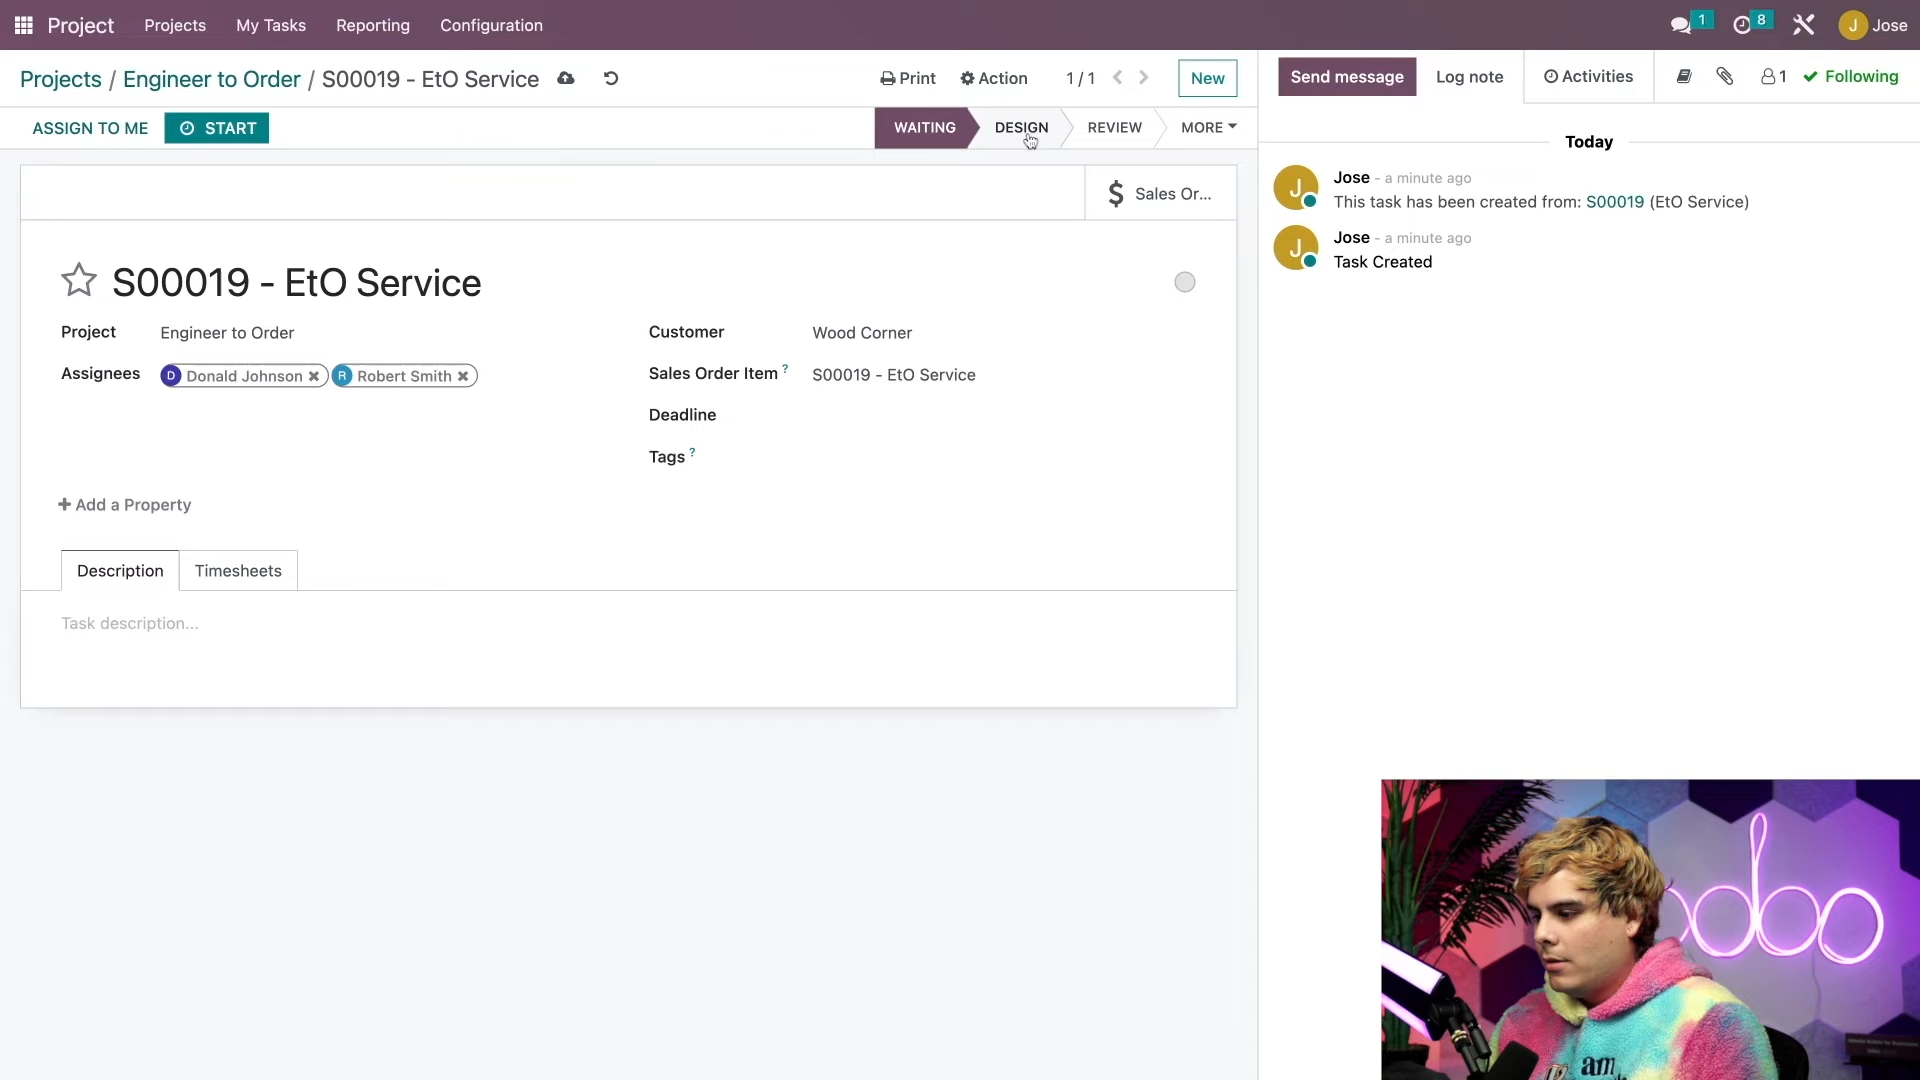 Project Projects My Tasks Reporting Configuration 1 8 J Jose
Projects / Engineer to Order / S00019 - EtO Service Print Action 1 / 1 New
Send message Log note Activities 1 Following
ASSIGN TO ME START WAITING DESIGN REVIEW MORE
Today
Sales Or...
J Jose - a minute ago
This task has been created from: S00019 (EtO Service)
J Jose - a minute ago
Task Created
S00019 - EtO Service
Project Engineer to Order
Customer Wood Corner
Assignees D Donald Johnson R Robert Smith
Sales Order Item ? S00019 - EtO Service
Deadline
Tags ?
Add a Property
Description Timesheets
Task description...
am